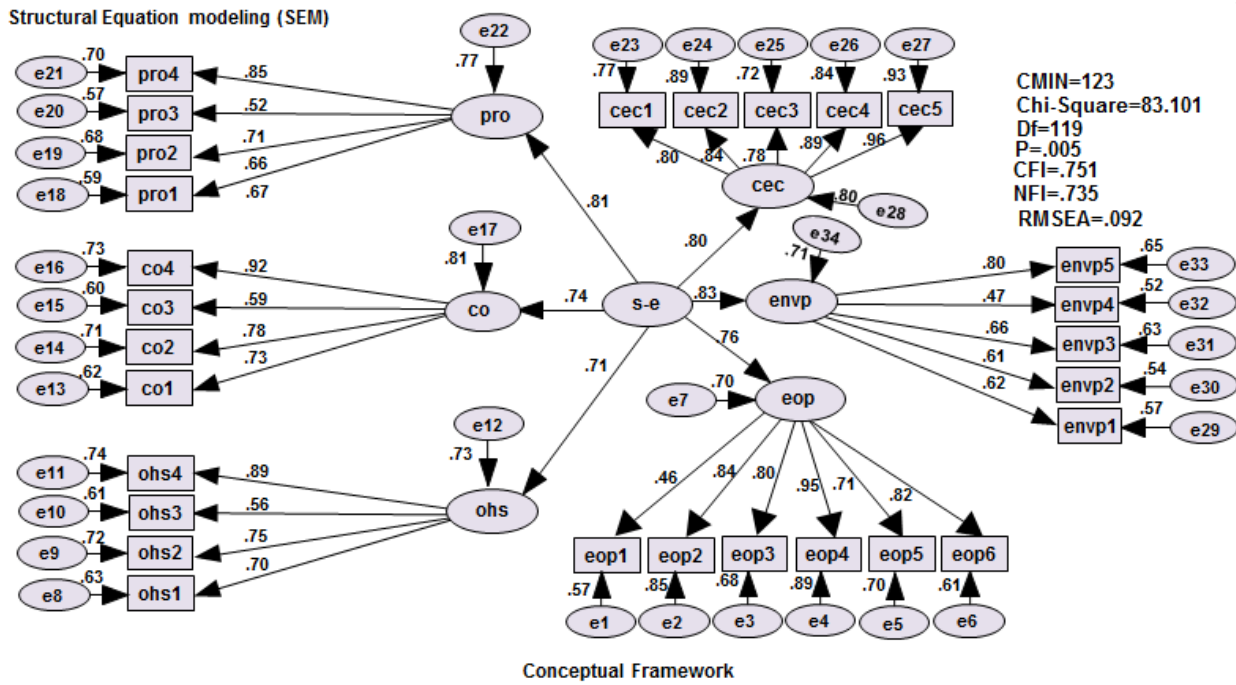 Structural Equation modeling (SEM)
e22
.77
pro
e21
.70
pro4
.85
e20
.57
pro3
.52
e19
.68
pro2
.71
.66
e18
.59
pro1
.67
.81
e23
e24
e25
e26
e27
.77
.89
.72
.84
.93
cec1
cec2
cec3
cec4
cec5
.80
.84
.78
.89
.96
cec
.80
e28
.80
CMIN=123
Chi-Square=83.101
Df=119
P=.005
CFI=.751
NFI=.735
RMSEA=.092
e17
.81
co
e16
.73
co4
.92
e15
.60
co3
.59
e14
.71
co2
.78
e13
.62
co1
.73
.74
s-e
.83
envp
e34
.71
.80
envp5
.65
e33
.47
envp4
.52
e32
.66
envp3
.63
e31
.61
envp2
.54
e30
.62
envp1
.57
e29
.71
.76
e7
.70
eop
e12
.73
ohs
e11
.74
ohs4
.89
e10
.61
ohs3
.56
e9
.72
ohs2
.75
e8
.63
ohs1
.70
.46
.84
.80
.95
.71
.82
eop1
eop2
eop3
eop4
eop5
eop6
.57
.85
.68
.89
.70
.61
e1
e2
e3
e4
e5
e6
Conceptual Framework